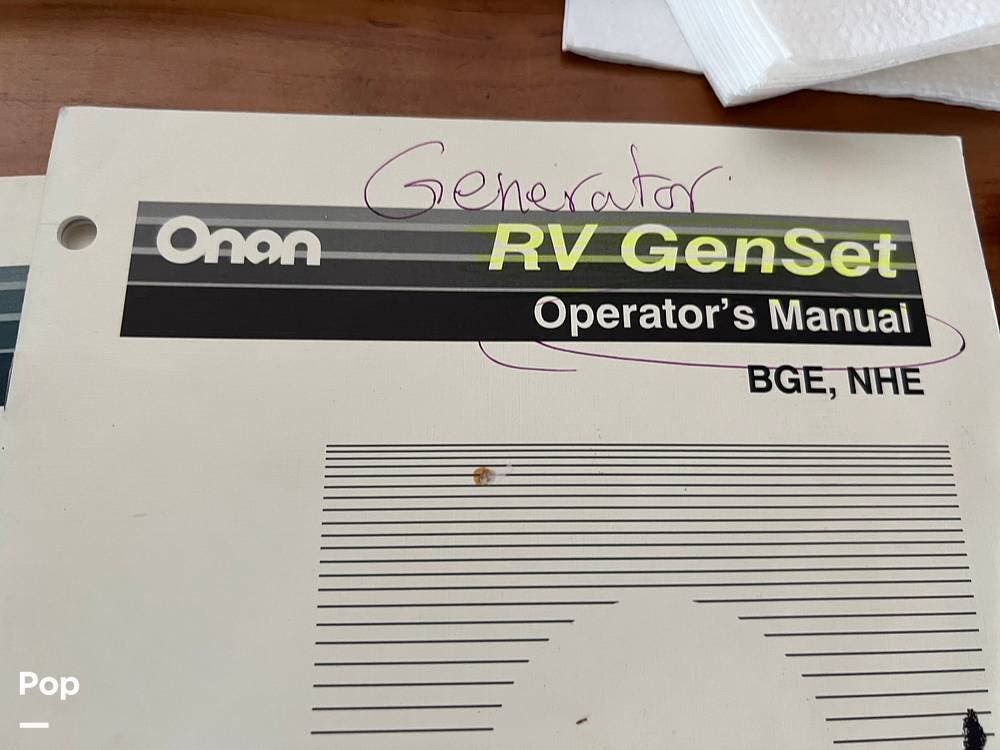 Generator
Onan RV GenSet
Operator's Manual
BGE, NHE
Pop